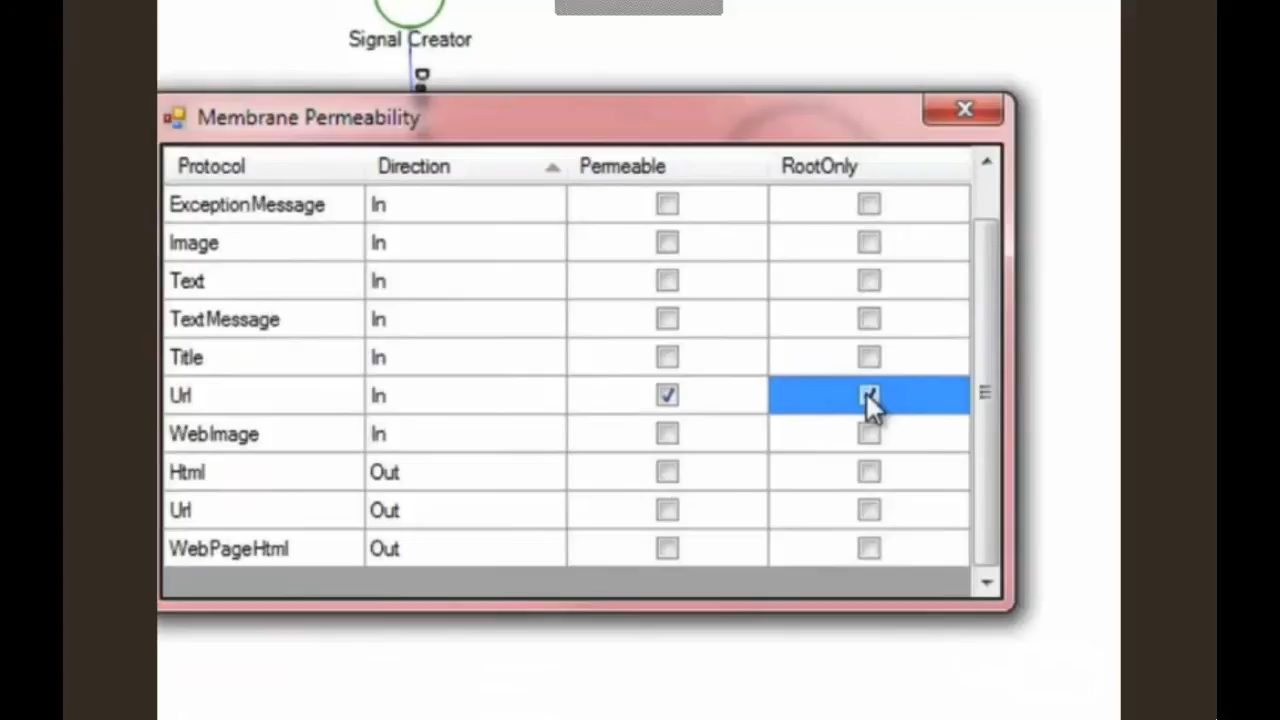 Signal Creator
Membrane Permeability
Protocol Direction Permeable RootOnly
ExceptionMessage In
Image In
Text In
TextMessage In
Title In
Url In
WebImage In
Html Out
Url Out
WebPageHtml Out